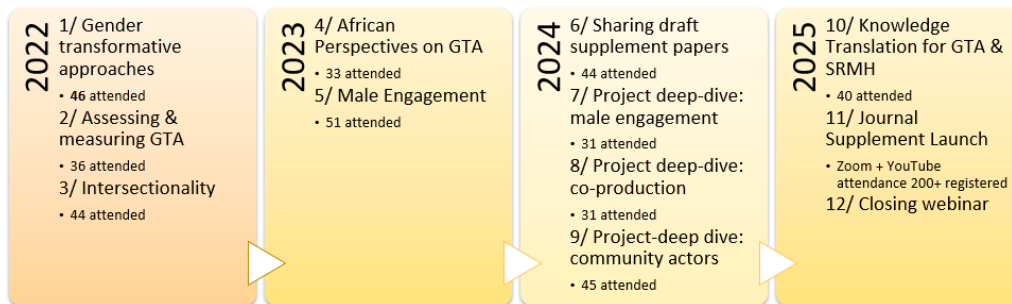 2022
1/ Gender
transformative
approaches
• 46 attended
2/ Assessing &
measuring GTA
• 36 attended
3/ Intersectionality
• 44 attended
2023
4/ African
Perspectives on GTA
• 33 attended
5/ Male Engagement
• 51 attended
2024
6/ Sharing draft
supplement papers
• 44 attended
7/ Project deep-dive:
male engagement
• 31 attended
8/ Project deep-dive:
co-production
• 31 attended
9/ Project-deep dive:
community actors
• 45 attended
2025
10/ Knowledge
Translation for GTA &
SRMH
• 40 attended
11/ Journal
Supplement Launch
• Zoom + YouTube
attendance 200+ registered
12/ Closing webinar